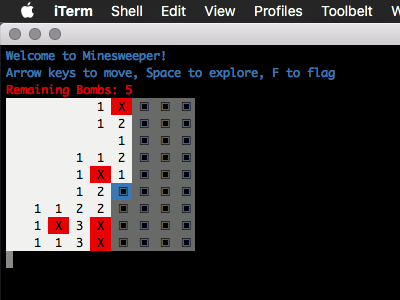 iTerm Shell Edit View Profiles Toolbelt W
Welcome to Minesweeper!
Arrow keys to move, Space to explore, F to flag
Remaining Bombs: 5
1 X
1 2
1
1 1 2
1 X 1
1 2
1 1 2 2
1 X 3 X
1 1 3 X